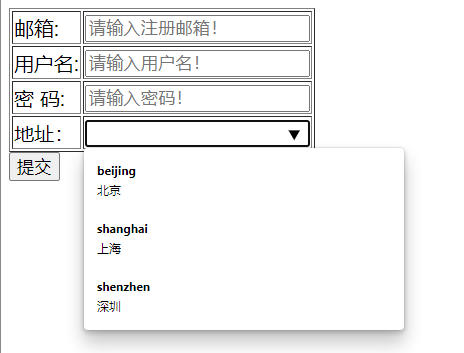 邮箱: 请输入注册邮箱！
用户名: 请输入用户名！
密 码: 请输入密码！
地址：
提交
beijing
北京
shanghai
上海
shenzhen
深圳